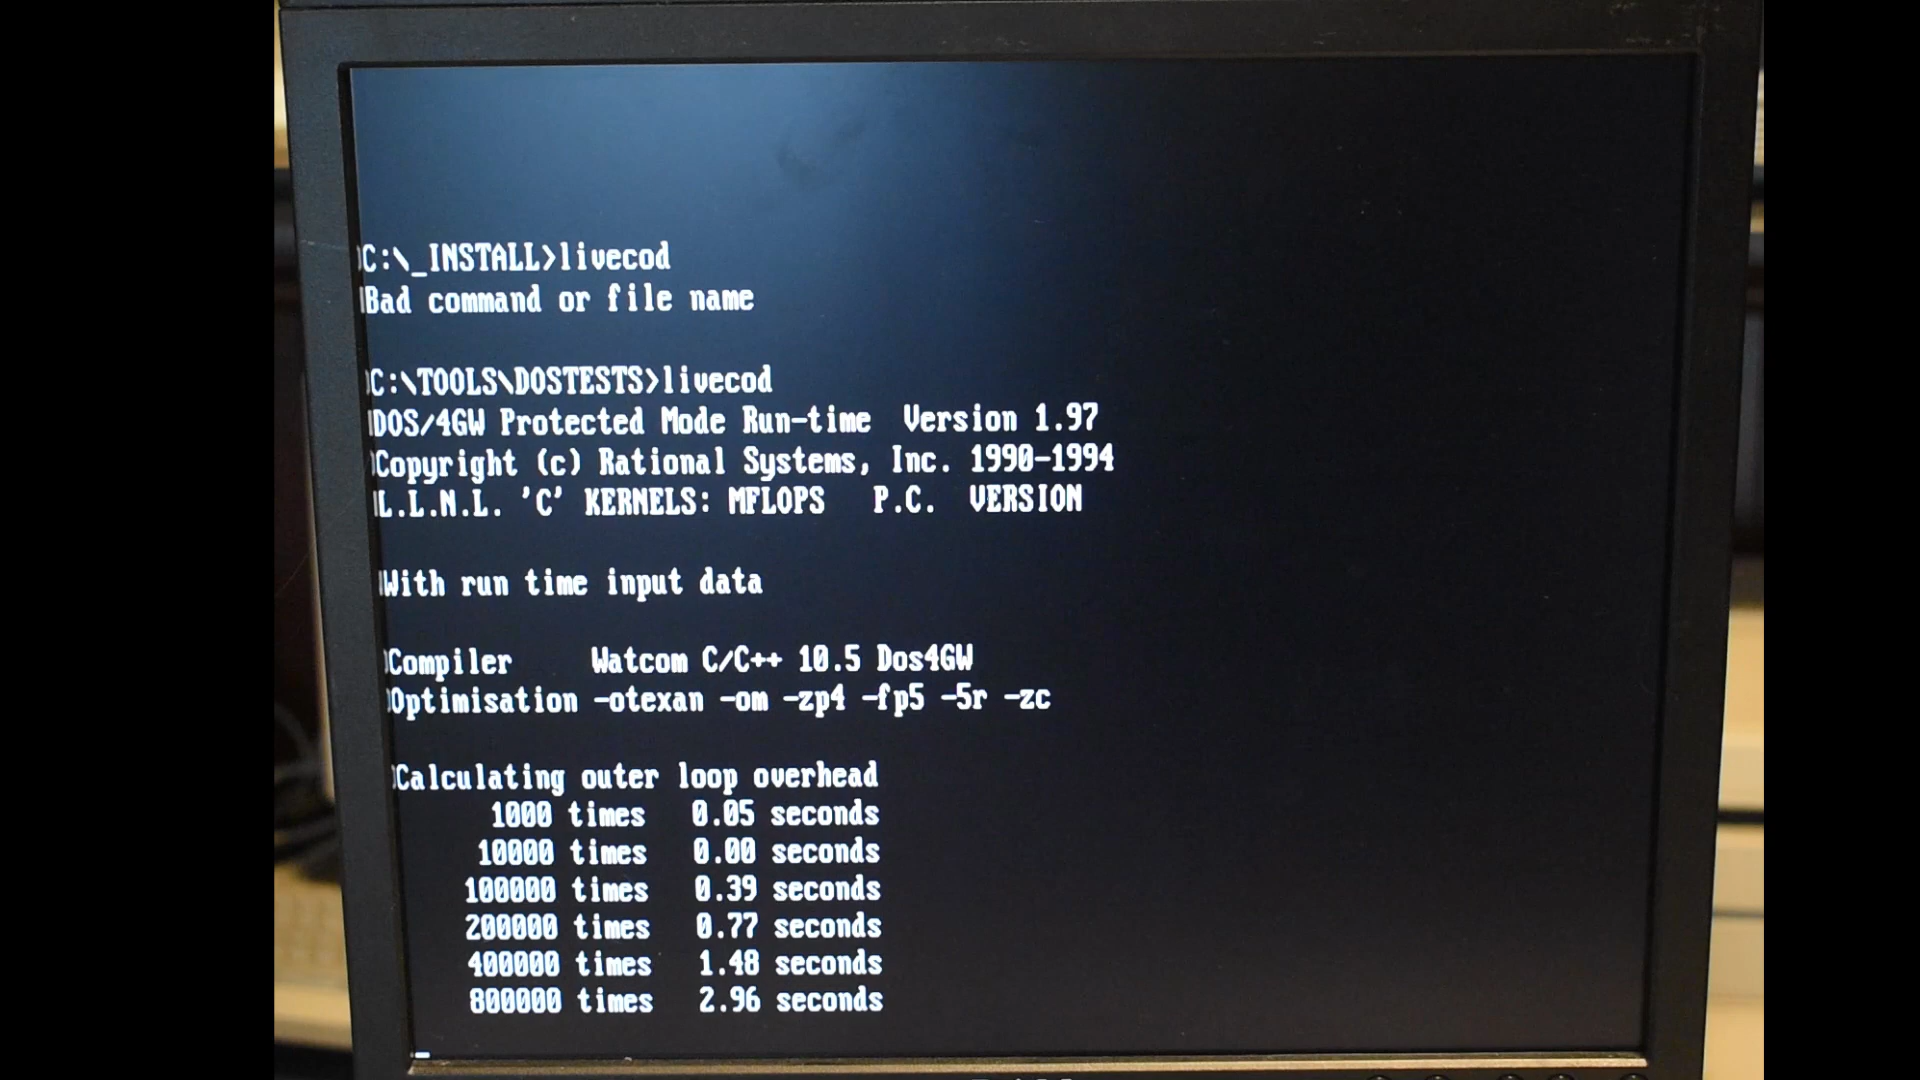 C:\_INSTALL>livecod
Bad command or file name
C:\TOOLS\DOSTESTS>livecod
DOS/4GW Protected Mode Run-time  Version 1.97
Copyright (c) Rational Systems, Inc. 1990-1994
L.L.N.L. 'C' KERNELS: MFLOPS   P.C.  VERSION
With run time input data
Compiler     Watcom C/C++ 10.5 Dos4GW
Optimisation -otexan -om -zp4 -fp5 -5r -zc
Calculating outer loop overhead
1000 times   0.05 seconds
10000 times   0.00 seconds
100000 times   0.39 seconds
200000 times   0.77 seconds
400000 times   1.48 seconds
800000 times   2.96 seconds